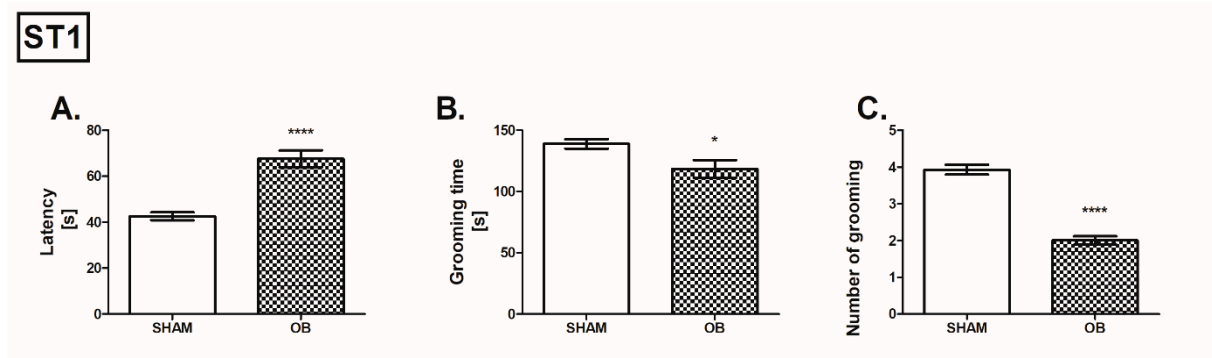 ST1
A.
80
60
40
20
0
Latency
[s]
****
SHAM
OB
B.
150
100
50
0
Grooming time
[s]
*
SHAM
OB
C.
5
4
3
2
1
0
Number of grooming
****
SHAM
OB